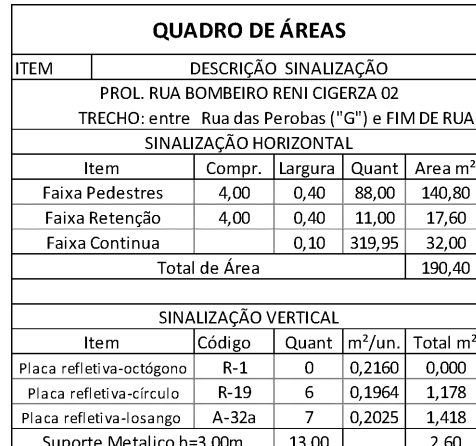 QUADRO DE ÁREAS
ITEM DESCRIÇÃO SINALIZAÇÃO
PROL. RUA BOMBEIRO RENI CIGERZA 02
TRECHO: entre Rua das Perobas ("G") e FIM DE RUA
SINALIZAÇÃO HORIZONTAL
Item Compr. Largura Quant Area m²
Faixa Pedestres 4,00 0,40 88,00 140,80
Faixa Retenção 4,00 0,40 11,00 17,60
Faixa Continua 0,10 319,95 32,00
Total de Área 190,40
SINALIZAÇÃO VERTICAL
Item Código Quant m²/un. Total m²
Placa refletiva-octógono R-1 0 0,2160 0,000
Placa refletiva-círculo R-19 6 0,1964 1,178
Placa refletiva-losango A-32a 7 0,2025 1,418
Suporte Metalico h=3,00m 13,00 2,60